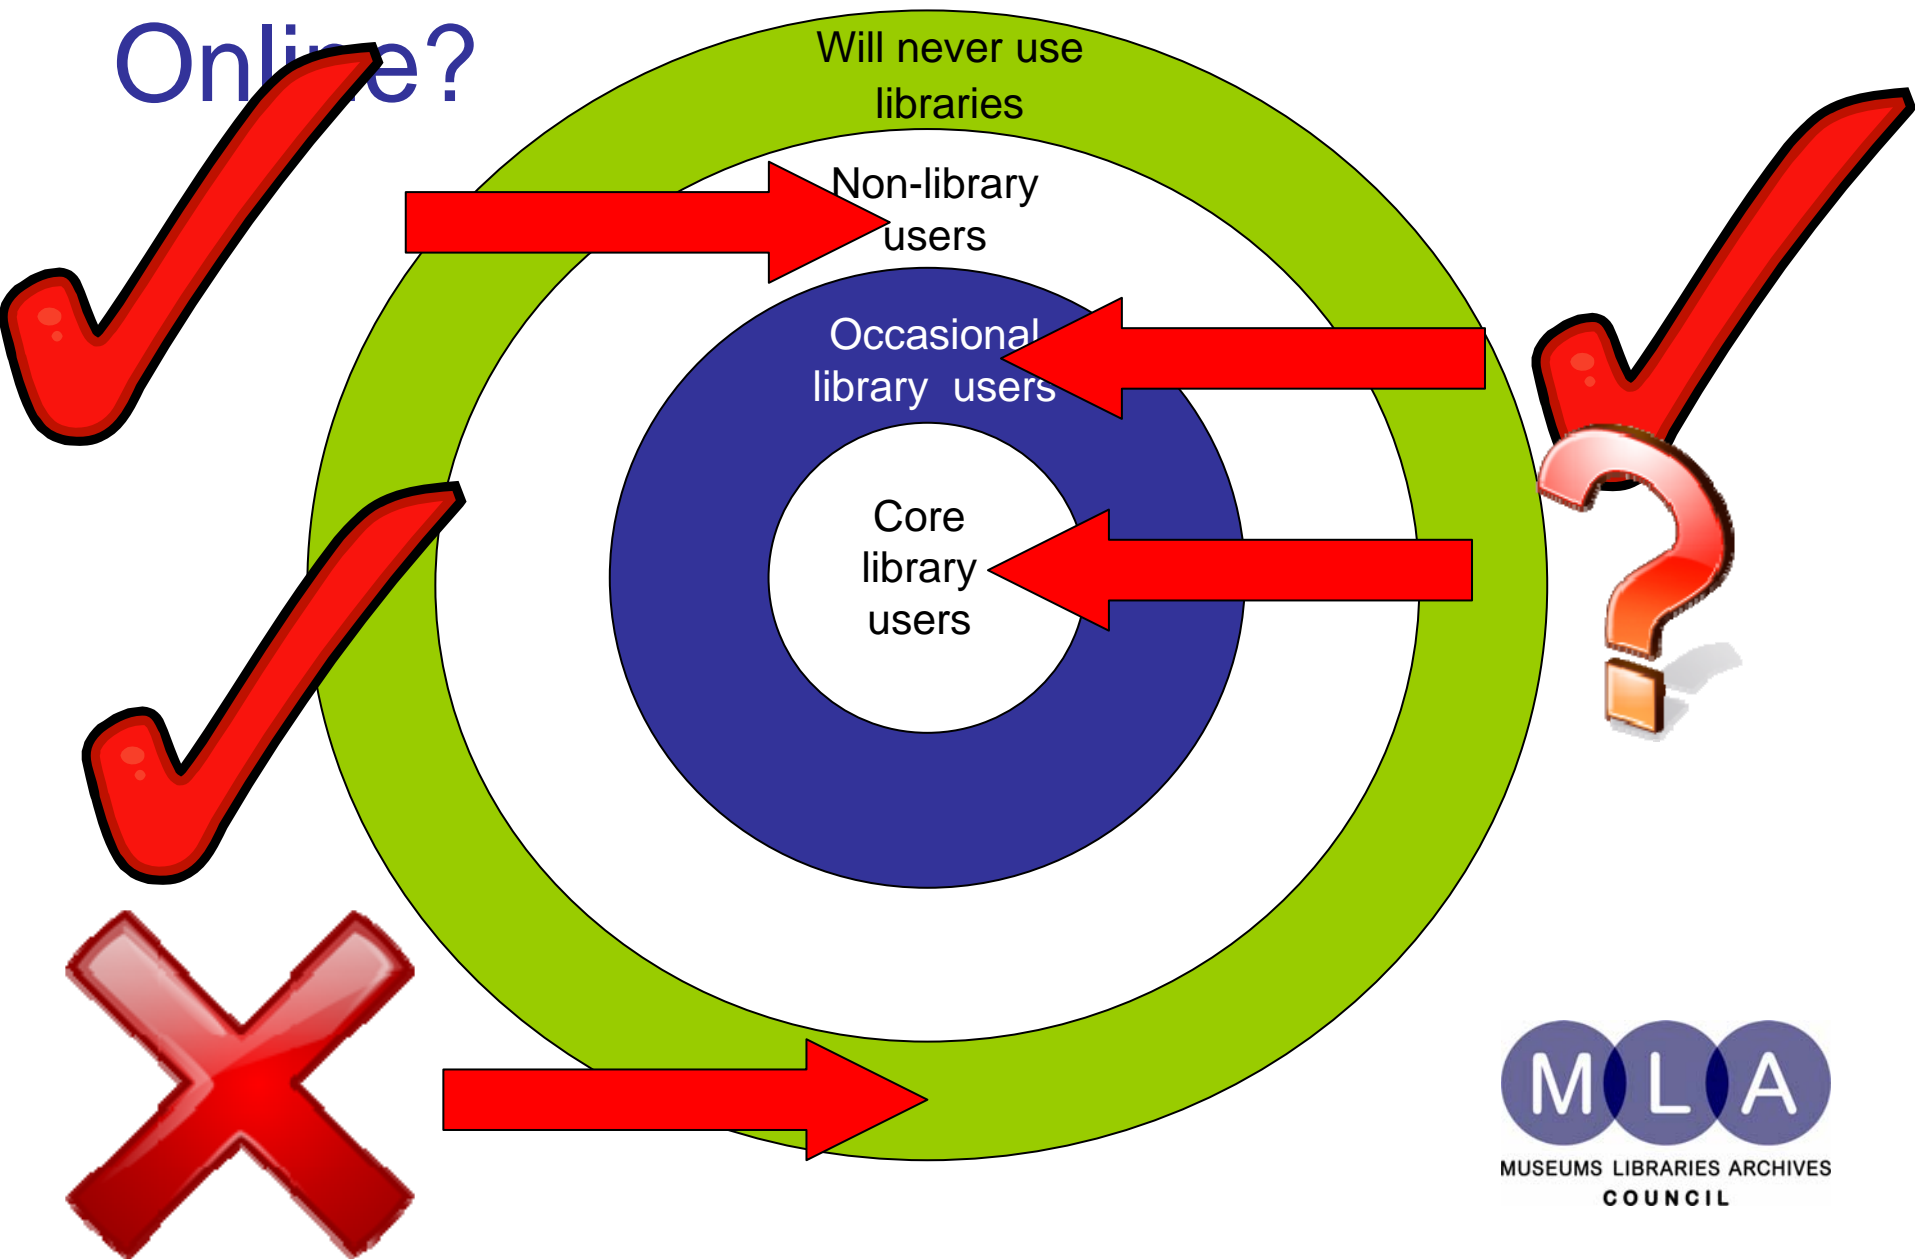 Online?
Will never use
libraries
Non-library
users
Occasional
library users
Core
library
users
MLA
MUSEUMS LIBRARIES ARCHIVES
COUNCIL